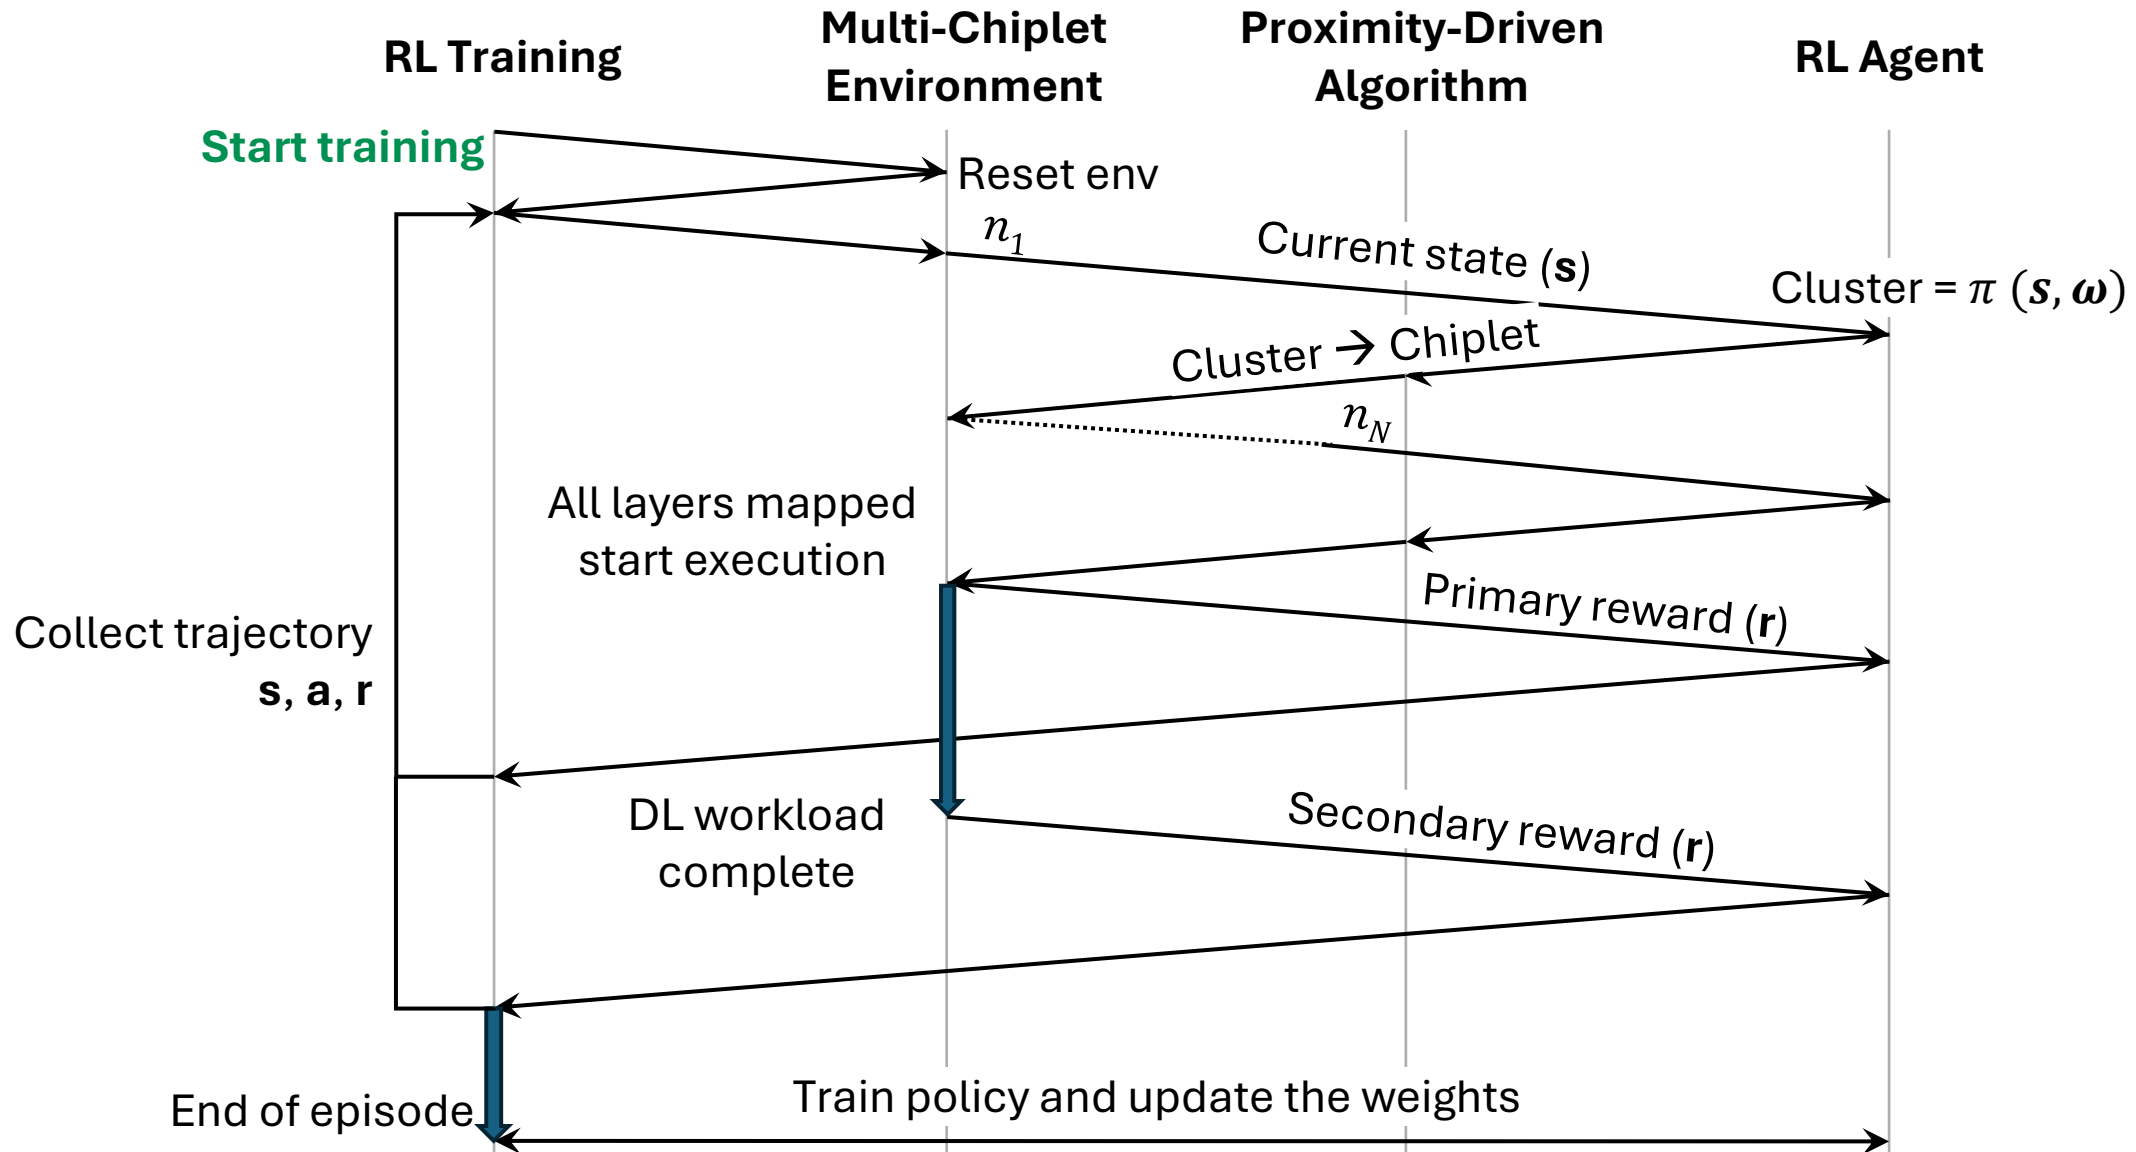 RL Training
Multi-Chiplet
Environment
Proximity-Driven
Algorithm
RL Agent
Start training
Reset env
n₁
Current state (s)
Cluster = π (s, ω)
Cluster → Chiplet
n_N
All layers mapped
start execution
Primary reward (r)
Collect trajectory
s, a, r
DL workload
complete
Secondary reward (r)
End of episode
Train policy and update the weights